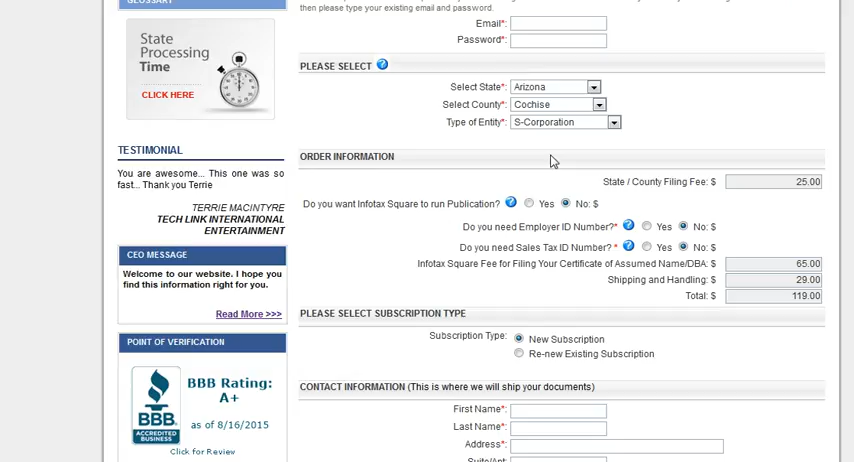 GLOSSARY
State
Processing
Time
CLICK HERE
TESTIMONIAL
You are awesome... This one was so
fast... Thank you Terrie
TERRIE MACINTYRE
TECH LINK INTERNATIONAL
ENTERTAINMENT
CEO MESSAGE
Welcome to our website. I hope you
find this information right for you.
Read More >>>
POINT OF VERIFICATION
BBB Rating:
A+
as of 8/16/2015
BBB
ACCREDITED
BUSINESS
Click for Review
then please type your existing email and password.
Email*:
Password*:
PLEASE SELECT ?
Select State*: Arizona
Select County*: Cochise
Type of Entity*: S-Corporation
ORDER INFORMATION
State / County Filing Fee: $ 25.00
Do you want Infotax Square to run Publication? ? Yes No: $
Do you need Employer ID Number?* ? Yes No: $
Do you need Sales Tax ID Number? * ? Yes No: $
Infotax Square Fee for Filing Your Certificate of Assumed Name/DBA: $ 65.00
Shipping and Handling: $ 29.00
Total: $ 119.00
PLEASE SELECT SUBSCRIPTION TYPE
Subscription Type: New Subscription
Re-new Existing Subscription
CONTACT INFORMATION (This is where we will ship your documents)
First Name*:
Last Name*:
Address*:
Suite/Apt: